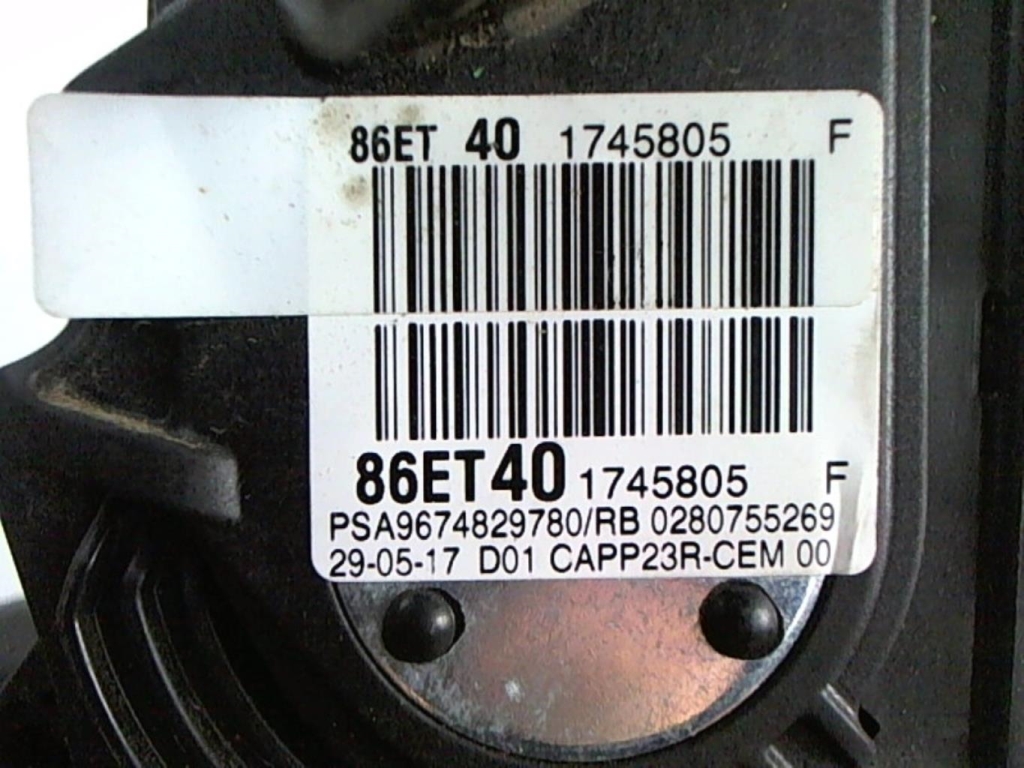 86ET 40 1745805 F
86ET40 1745805 F
PSA9674829780/RB 0280755269
29-05-17 D01 CAPP23R-CEM 00